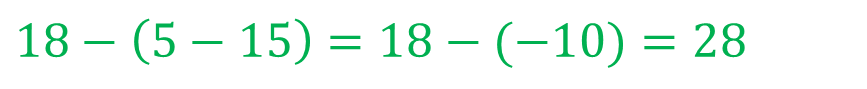 18 − (5 − 15) = 18 − (−10) = 28